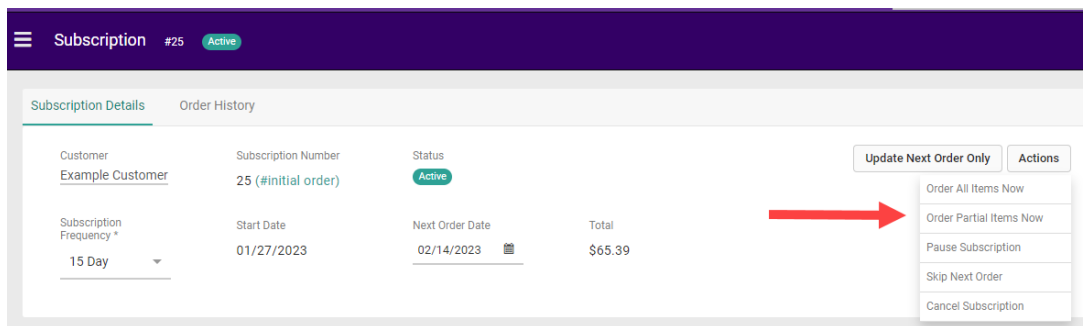 Subscription #25 Active
Subscription Details Order History
Customer Subscription Number Status
Example Customer 25 (#initial order) Active
Update Next Order Only Actions
Order All Items Now
Order Partial Items Now
Pause Subscription
Skip Next Order
Cancel Subscription
Subscription
Frequency * Start Date Next Order Date Total
15 Day 01/27/2023 02/14/2023 $65.39